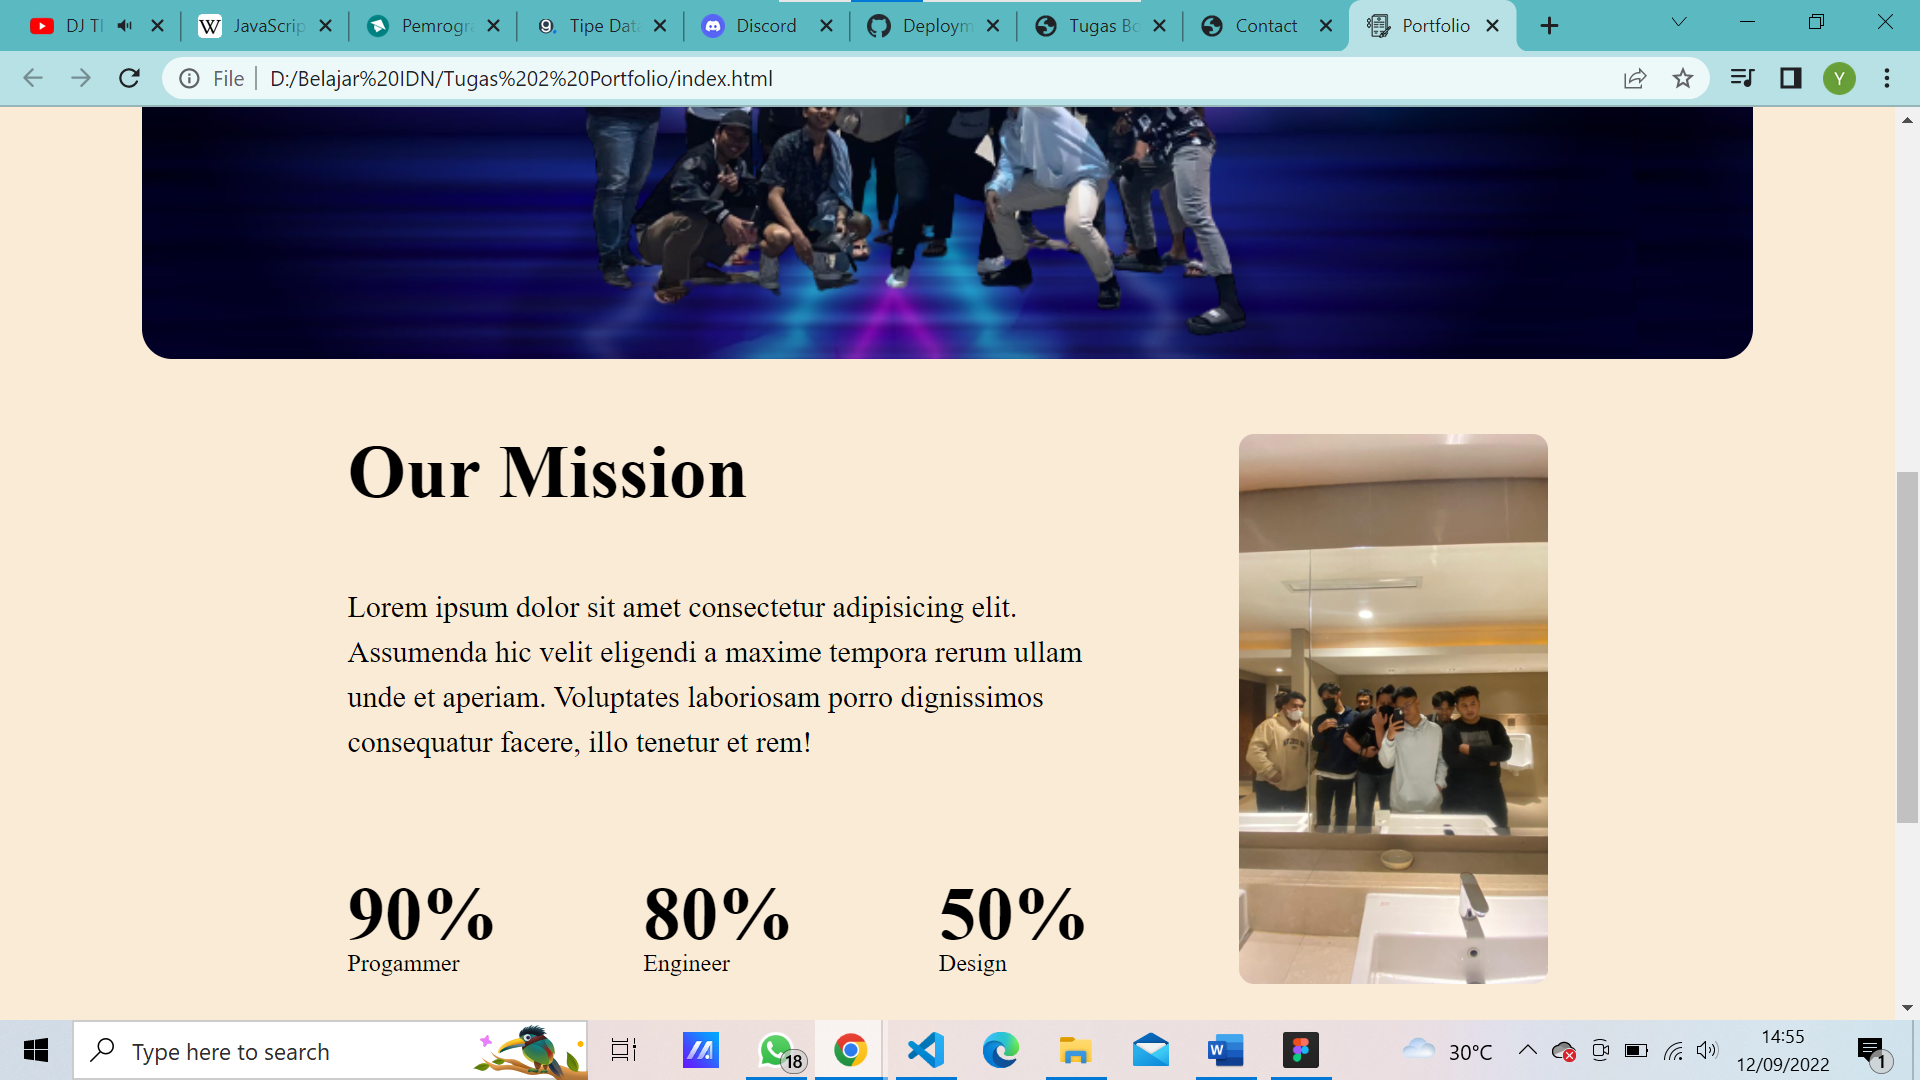 DJ TI
JavaScrip
Pemrogra
Tipe Data
Discord
Deploym
Tugas Bo
Contact
Portfolio
File
D:/Belajar%20IDN/Tugas%202%20Portfolio/index.html
Y
Our Mission
Lorem ipsum dolor sit amet consectetur adipisicing elit.
Assumenda hic velit eligendi a maxime tempora rerum ullam
unde et aperiam. Voluptates laboriosam porro dignissimos
consequatur facere, illo tenetur et rem!
90% 80% 50%
Progammer Engineer Design
Type here to search
18
30°C
14:55
12/09/2022
1